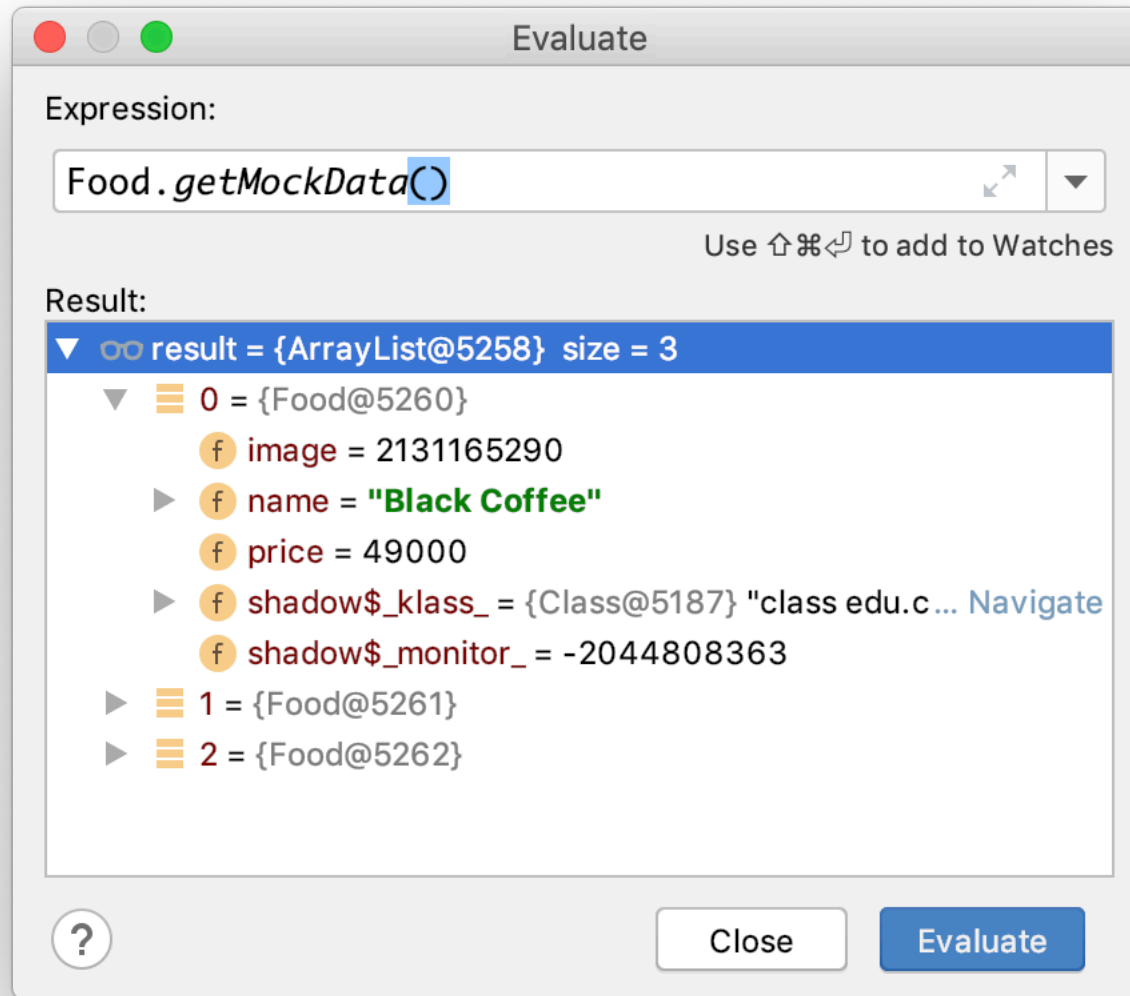 Evaluate
Expression:
Food.getMockData()
Use ⇧⌘⏎ to add to Watches
Result:
result = {ArrayList@5258} size = 3
0 = {Food@5260}
f image = 2131165290
f name = "Black Coffee"
f price = 49000
f shadow$_klass_ = {Class@5187} "class edu.c... Navigate
f shadow$_monitor_ = -2044808363
1 = {Food@5261}
2 = {Food@5262}
? Close Evaluate